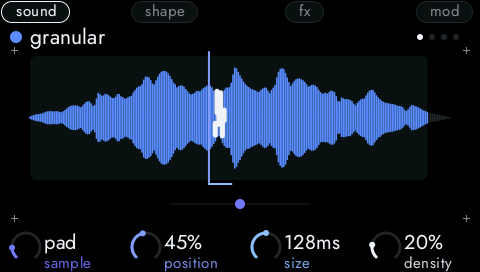 sound shape fx mod
granular
pad 45% 128ms 20%
sample position size density